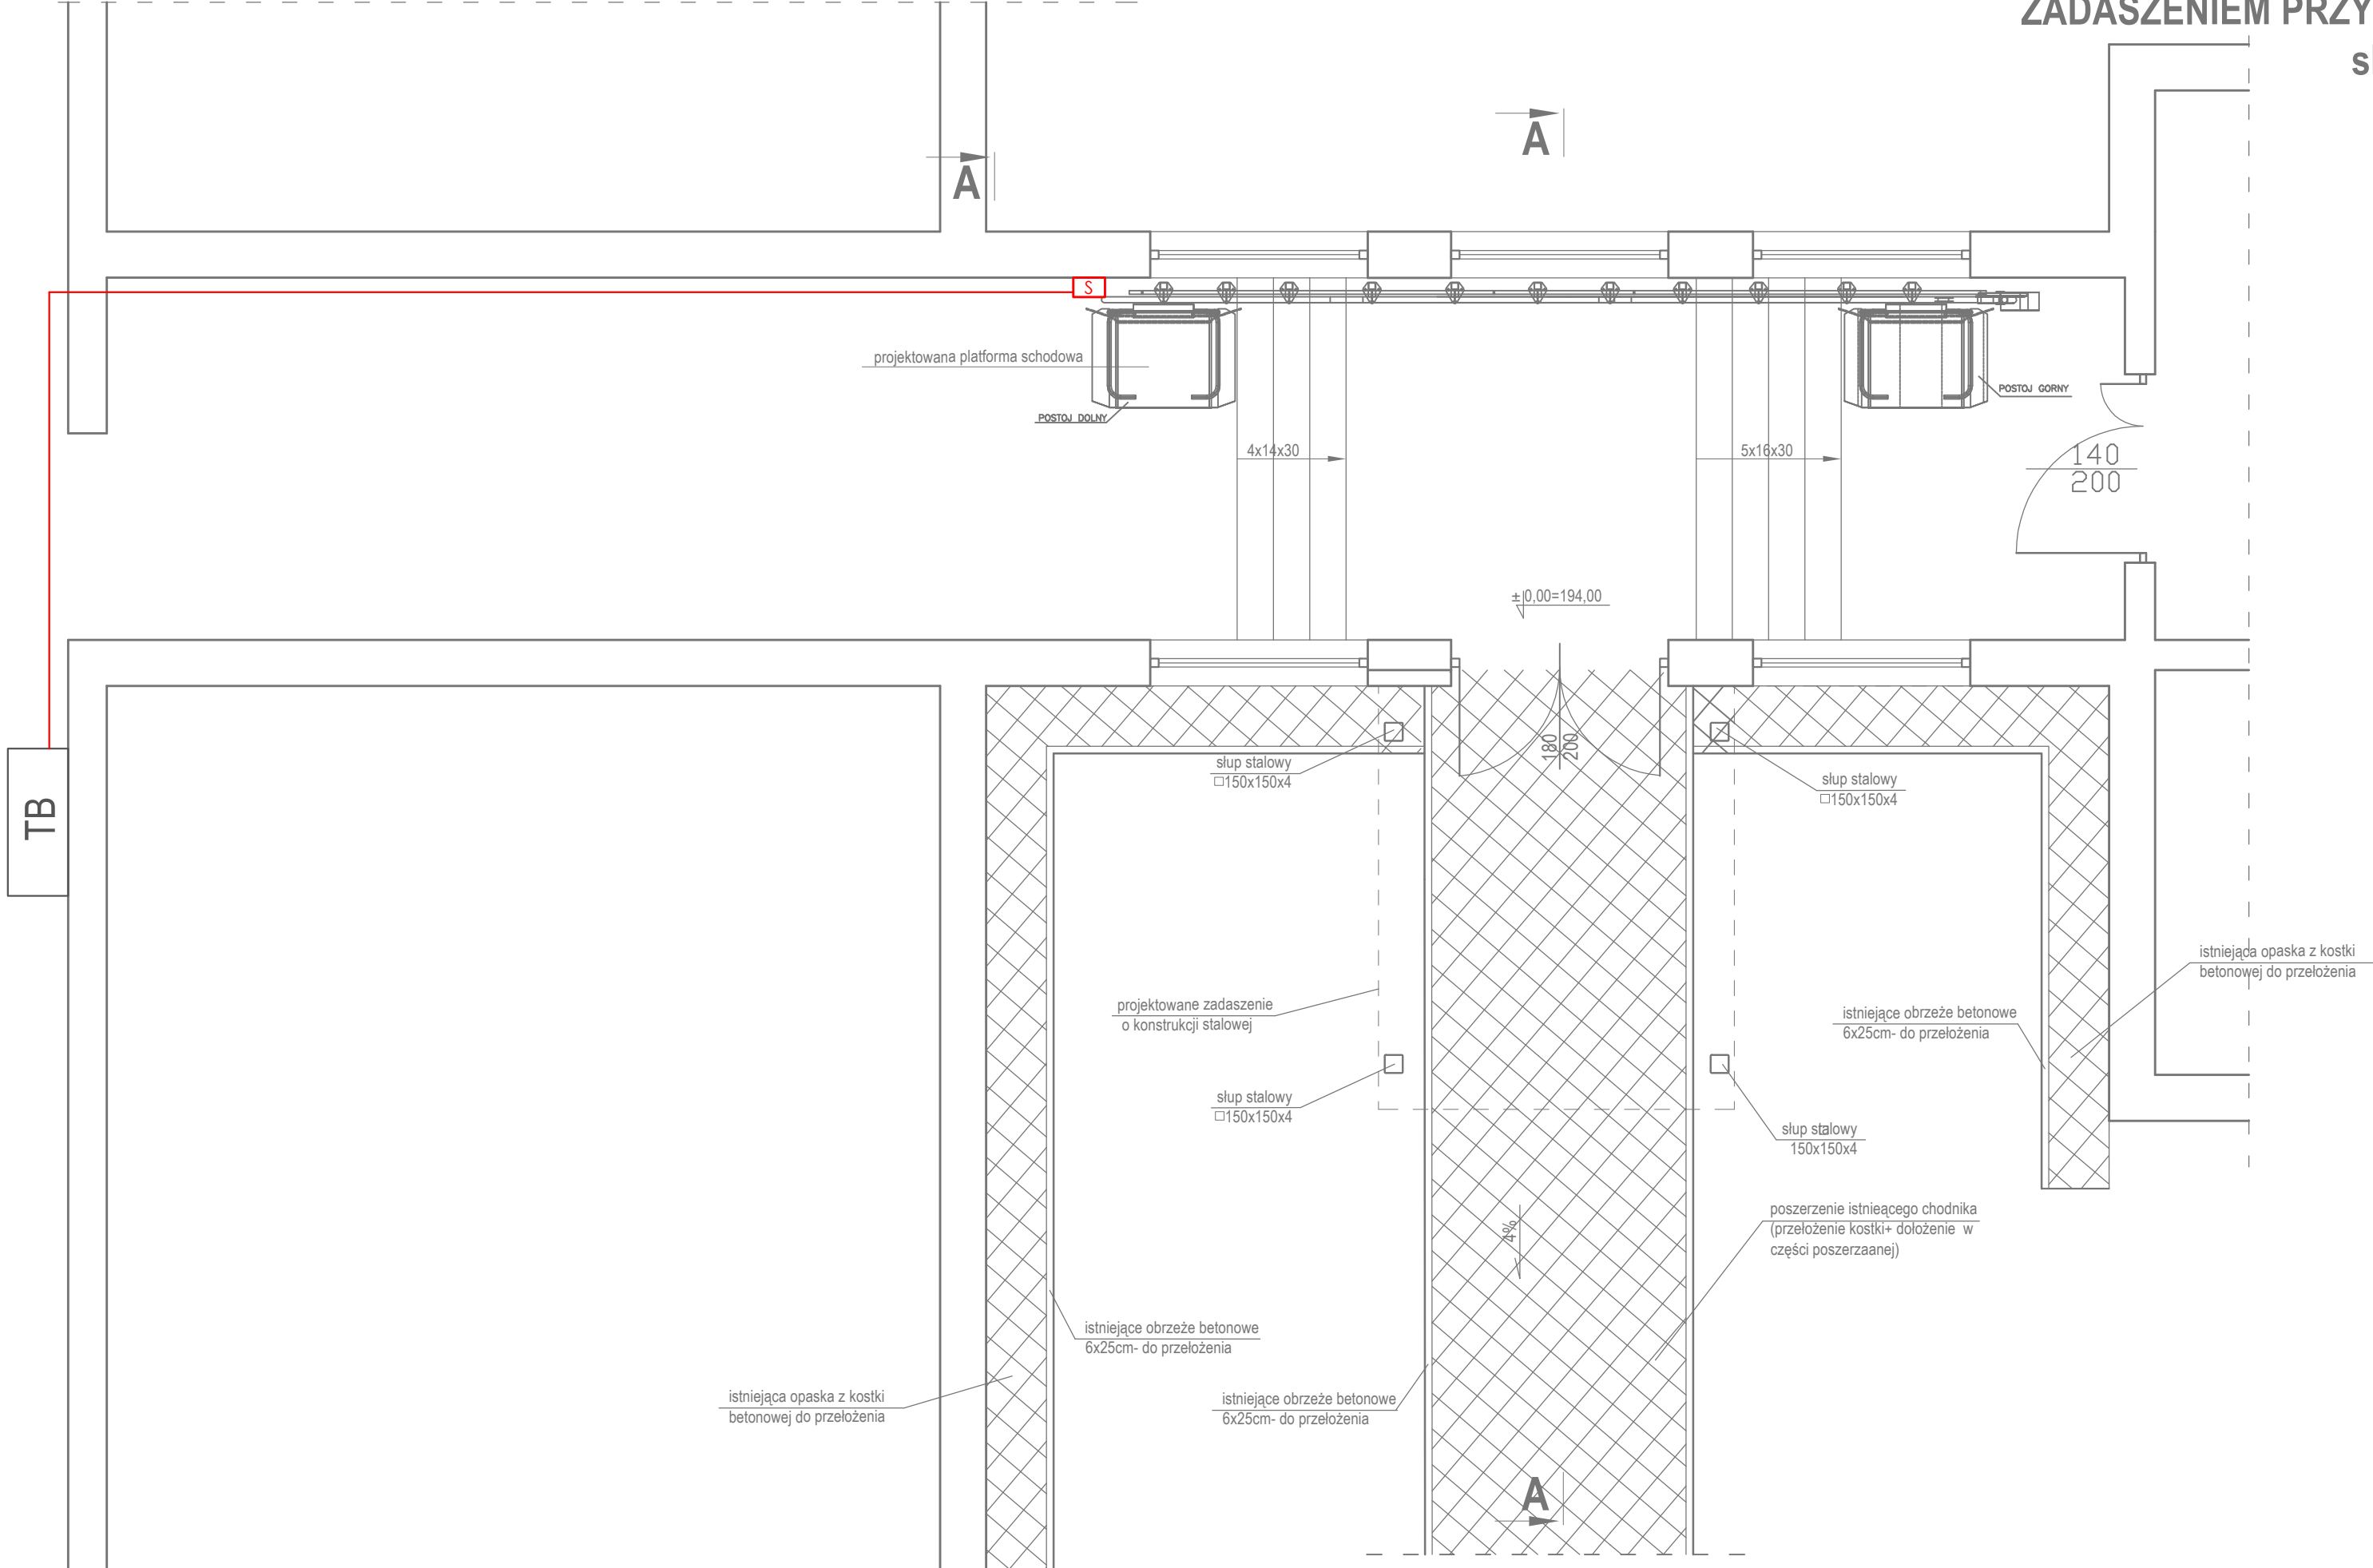 ZADASZENIEM PRZY
A
A
S
projektowana platforma schodowa
POSTOJ DOLNY
POSTOJ GORNY
4x14x30
5x16x30
140
200
±0,00=194,00
180
200
słup stalowy
□150x150x4
słup stalowy
□150x150x4
TB
istniejąca opaska z kostki
betonowej do przełożenia
projektowane zadaszenie
o konstrukcji stalowej
istniejące obrzeże betonowe
6x25cm- do przełożenia
słup stalowy
□150x150x4
słup stalowy
150x150x4
poszerzenie istnieącego chodnika
(przełożenie kostki+ dołożenie w
części poszerzaanej)
4%
istniejące obrzeże betonowe
6x25cm- do przełożenia
istniejąca opaska z kostki
betonowej do przełożenia
istniejące obrzeże betonowe
6x25cm- do przełożenia
A